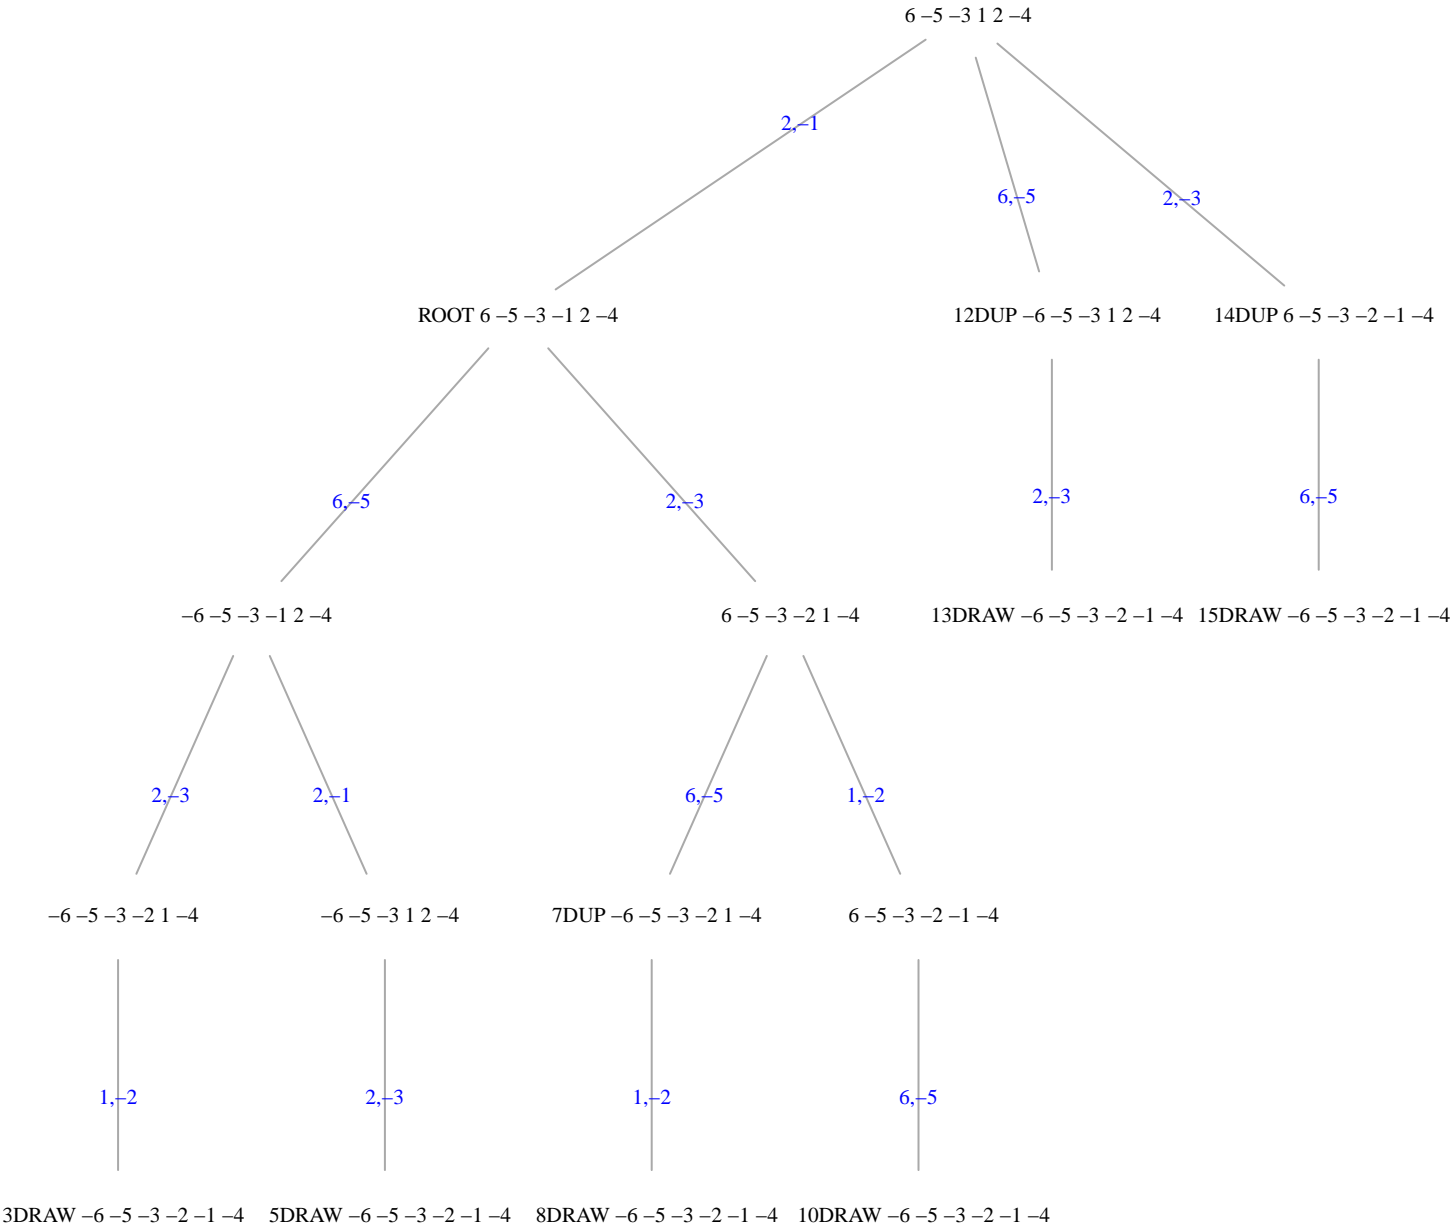 6 –5 –3 1 2 –4
2,–1
6,–5
2,–3
ROOT 6 –5 –3 –1 2 –4
12DUP –6 –5 –3 1 2 –4
14DUP 6 –5 –3 –2 –1 –4
6,–5
2,–3
2,–3
6,–5
–6 –5 –3 –1 2 –4
6 –5 –3 –2 1 –4
13DRAW –6 –5 –3 –2 –1 –4
15DRAW –6 –5 –3 –2 –1 –4
2,–3
2,–1
6,–5
1,–2
–6 –5 –3 –2 1 –4
–6 –5 –3 1 2 –4
7DUP –6 –5 –3 –2 1 –4
6 –5 –3 –2 –1 –4
1,–2
2,–3
1,–2
6,–5
3DRAW –6 –5 –3 –2 –1 –4
5DRAW –6 –5 –3 –2 –1 –4
8DRAW –6 –5 –3 –2 –1 –4
10DRAW –6 –5 –3 –2 –1 –4